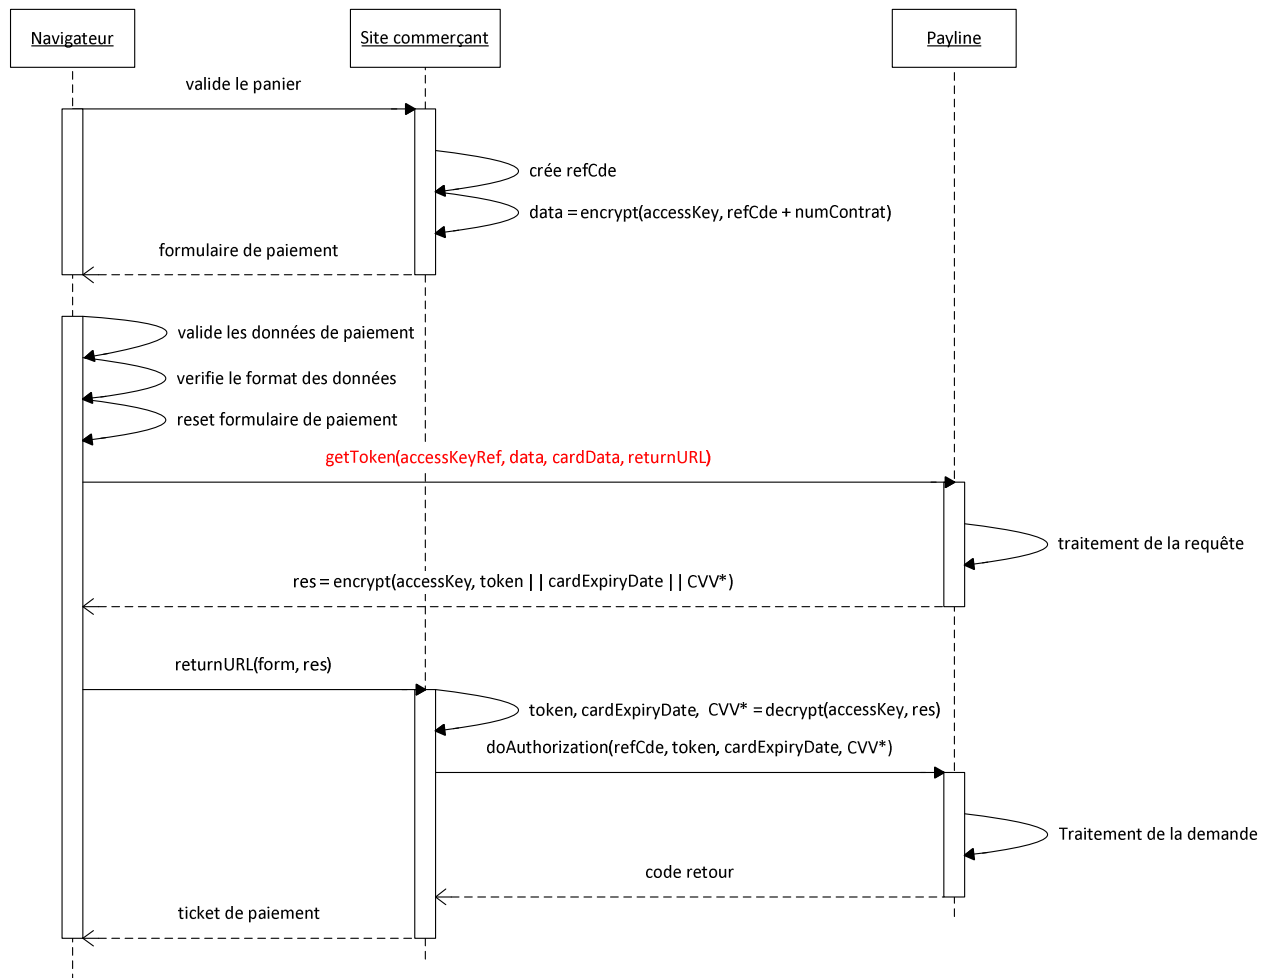 Navigateur
Site commerçant
Payline
valide le panier
crée refCde
data = encrypt(accessKey, refCde + numContrat)
formulaire de paiement
valide les données de paiement
verifie le format des données
reset formulaire de paiement
getToken(accessKeyRef, data, cardData, returnURL)
traitement de la requête
res = encrypt(accessKey, token || cardExpiryDate || CVV*)
returnURL(form, res)
token, cardExpiryDate, CVV* = decrypt(accessKey, res)
doAuthorization(refCde, token, cardExpiryDate, CVV*)
Traitement de la demande
code retour
ticket de paiement